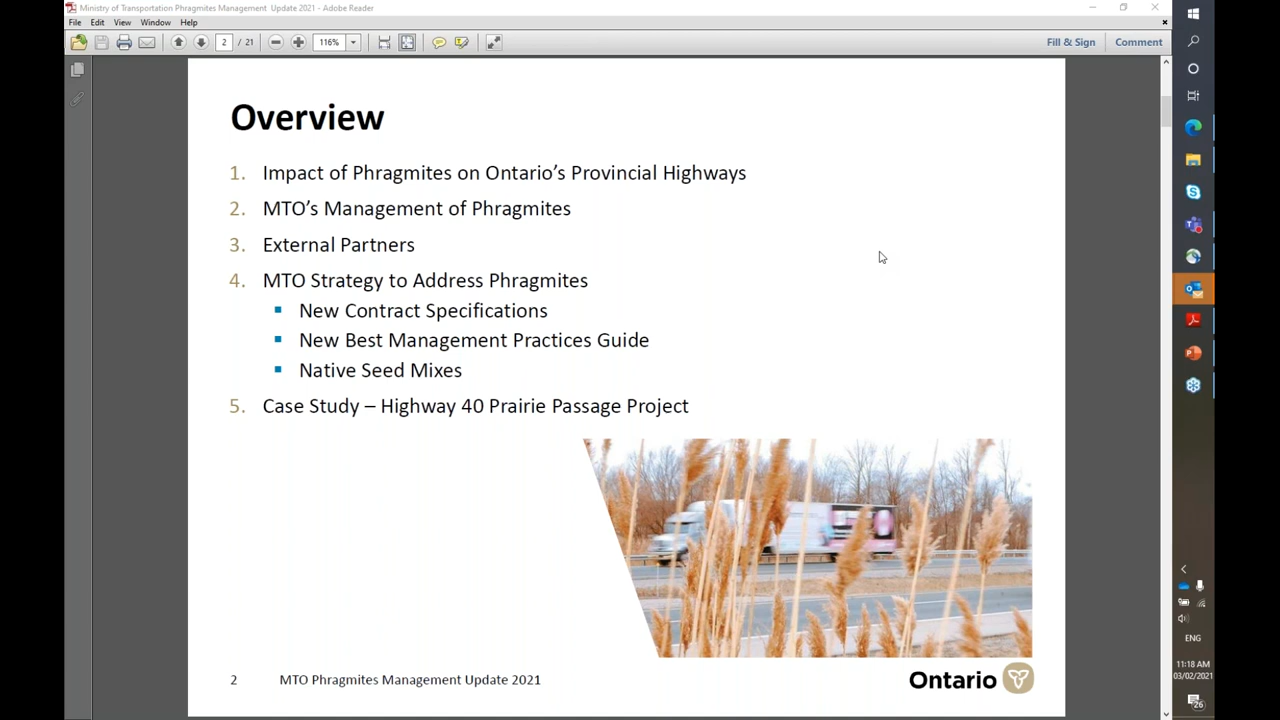 Ministry of Transportation Phragmites Management Update 2021 - Adobe Reader
File Edit View Window Help
2 / 21 116% Fill & Sign Comment
Overview
1. Impact of Phragmites on Ontario’s Provincial Highways
2. MTO’s Management of Phragmites
3. External Partners
4. MTO Strategy to Address Phragmites
▪ New Contract Specifications
▪ New Best Management Practices Guide
▪ Native Seed Mixes
5. Case Study – Highway 40 Prairie Passage Project
2 MTO Phragmites Management Update 2021
Ontario
ENG
11:18 AM
03/02/2021
26